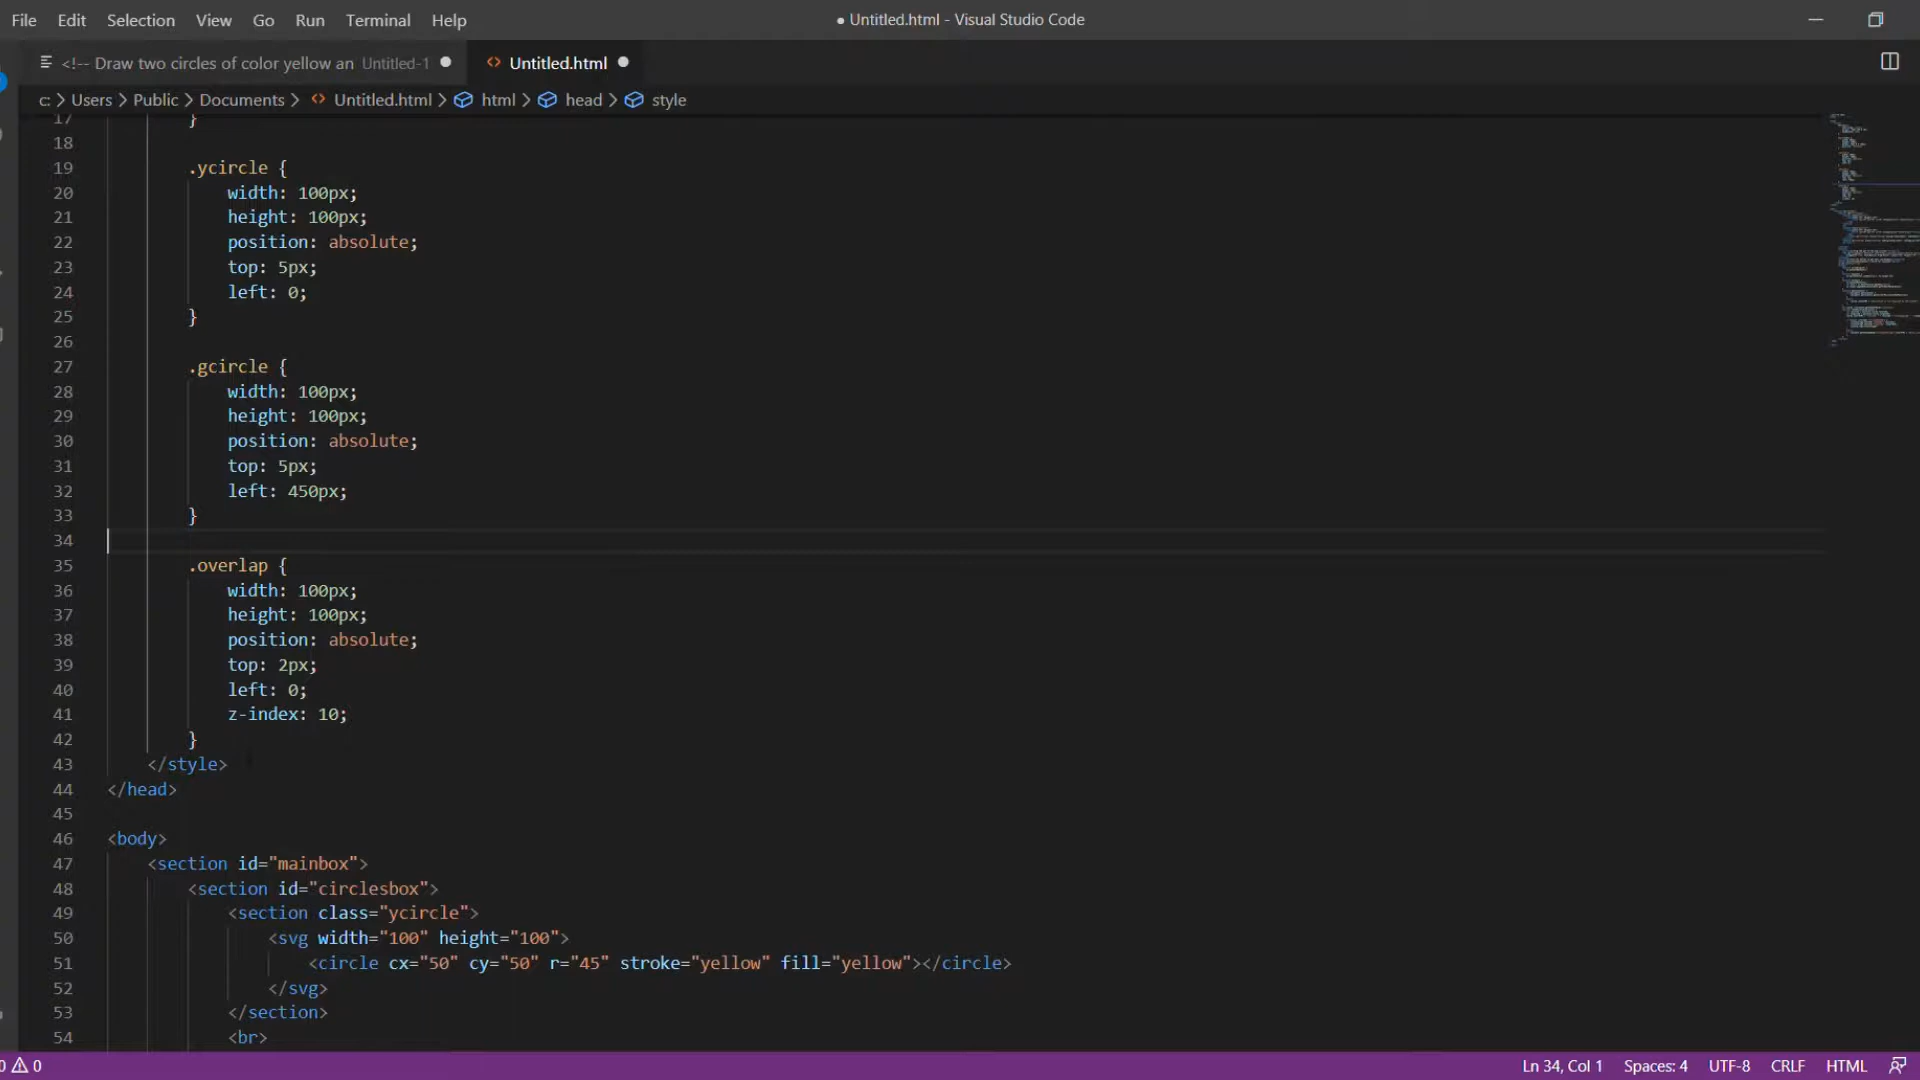 File Edit Selection View Go Run Terminal Help ● Untitled.html - Visual Studio Code
<!-- Draw two circles of color yellow an Untitled-1 ● <> Untitled.html ●
c: > Users > Public > Documents > <> Untitled.html > html > head > style
17 }
18
19 .ycircle {
20 width: 100px;
21 height: 100px;
22 position: absolute;
23 top: 5px;
24 left: 0;
25 }
26
27 .gcircle {
28 width: 100px;
29 height: 100px;
30 position: absolute;
31 top: 5px;
32 left: 450px;
33 }
34
35 .overlap {
36 width: 100px;
37 height: 100px;
38 position: absolute;
39 top: 2px;
40 left: 0;
41 z-index: 10;
42 }
43 </style>
44 </head>
45
46 <body>
47 <section id="mainbox">
48 <section id="circlesbox">
49 <section class="ycircle">
50 <svg width="100" height="100">
51 <circle cx="50" cy="50" r="45" stroke="yellow" fill="yellow"></circle>
52 </svg>
53 </section>
54 <br>
0 0 Ln 34, Col 1 Spaces: 4 UTF-8 CRLF HTML